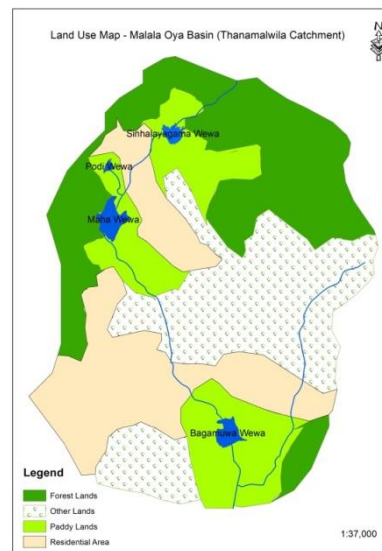 Land Use Map - Malala Oya Basin (Thanamalwila Catchment)
N
Sinhalayagama Wewa
Podi Wewa
Maha Wewa
Bagamuwa Wewa
Legend
Forest Lands
Other Lands
Paddy Lands
Residential Area
1:37,000